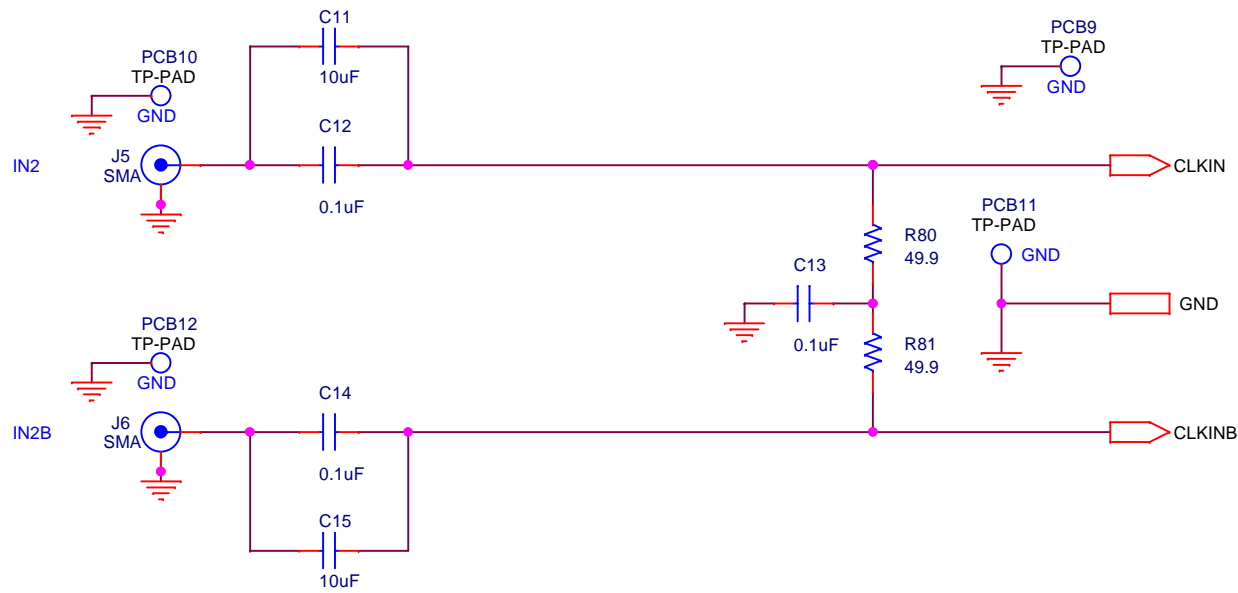 C11
10uF
PCB10
TP-PAD
GND
PCB9
TP-PAD
GND
C12
0.1uF
IN2
J5
SMA
CLKIN
PCB11
TP-PAD
GND
R80
49.9
C13
0.1uF
GND
R81
49.9
PCB12
TP-PAD
GND
C14
0.1uF
IN2B
J6
SMA
CLKINB
C15
10uF